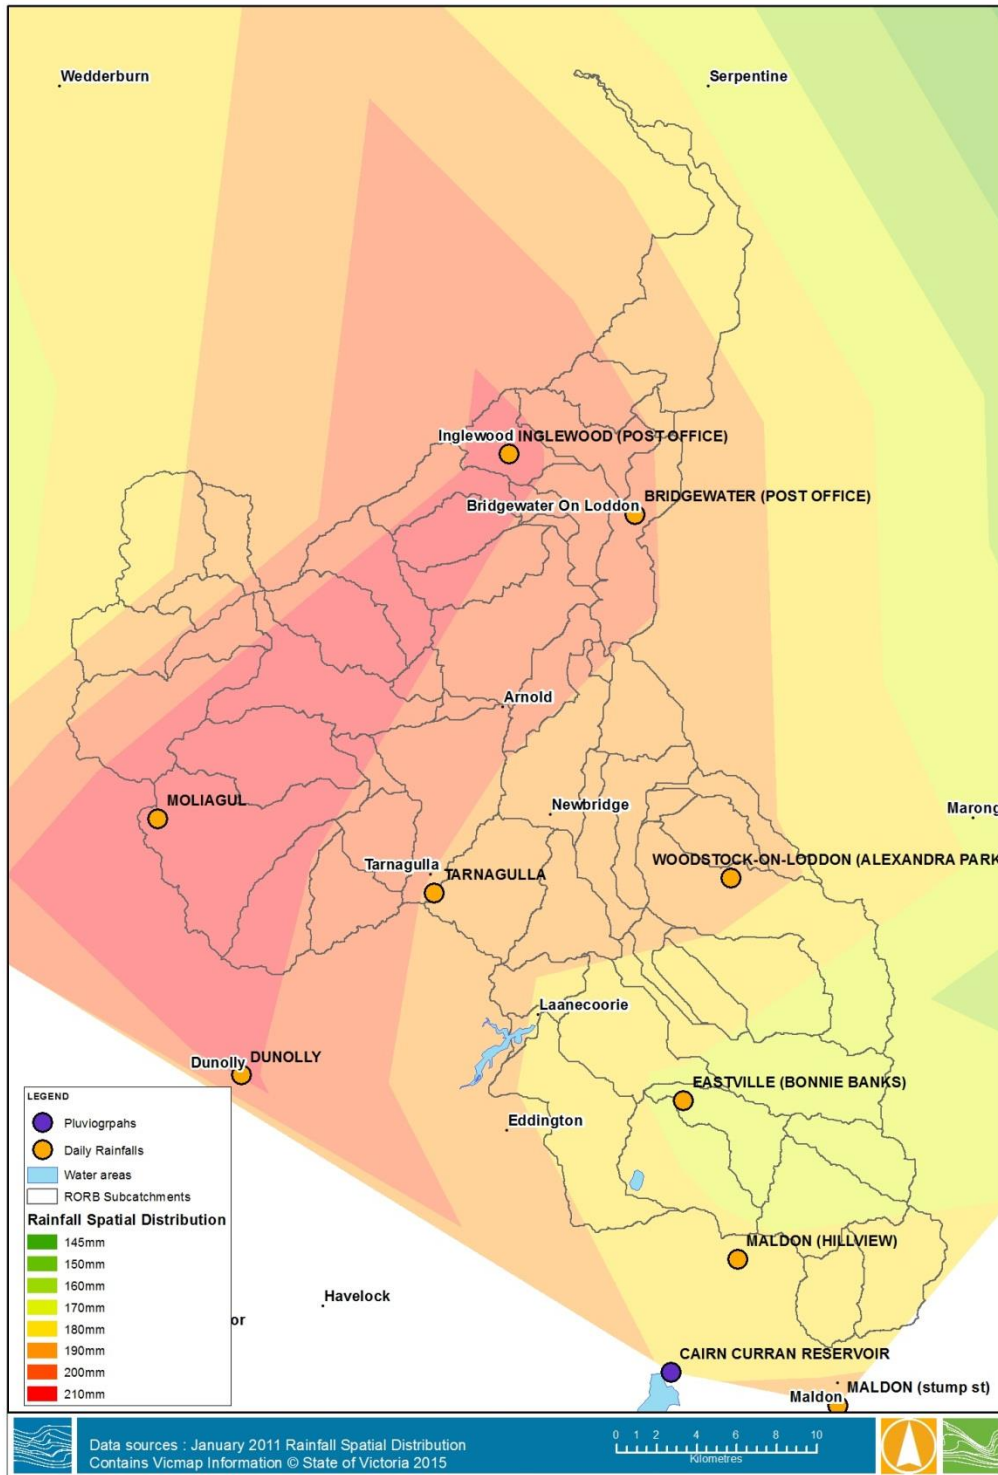 Wedderburn
Serpentine
Inglewood
INGLEWOOD (POST OFFICE)
BRIDGEWATER (POST OFFICE)
Bridgewater On Loddon
Arnold
MOLIAGUL
Newbridge
Marong
WOODSTOCK-ON-LODDON (ALEXANDRA PARK
Tarnagulla
TARNAGULLA
Laanecoorie
Dunolly
DUNOLLY
EASTVILLE (BONNIE BANKS)
Eddington
MALDON (HILLVIEW)
Havelock
or
CAIRN CURRAN RESERVOIR
MALDON (stump st)
Maldon
LEGEND
Pluviogrpahs
Daily Rainfalls
Water areas
RORB Subcatchments
Rainfall Spatial Distribution
145mm
150mm
160mm
170mm
180mm
190mm
200mm
210mm
Data sources : January 2011 Rainfall Spatial Distribution
Contains Vicmap Information © State of Victoria 2015
0 1 2 4 6 8 10
Kilometres